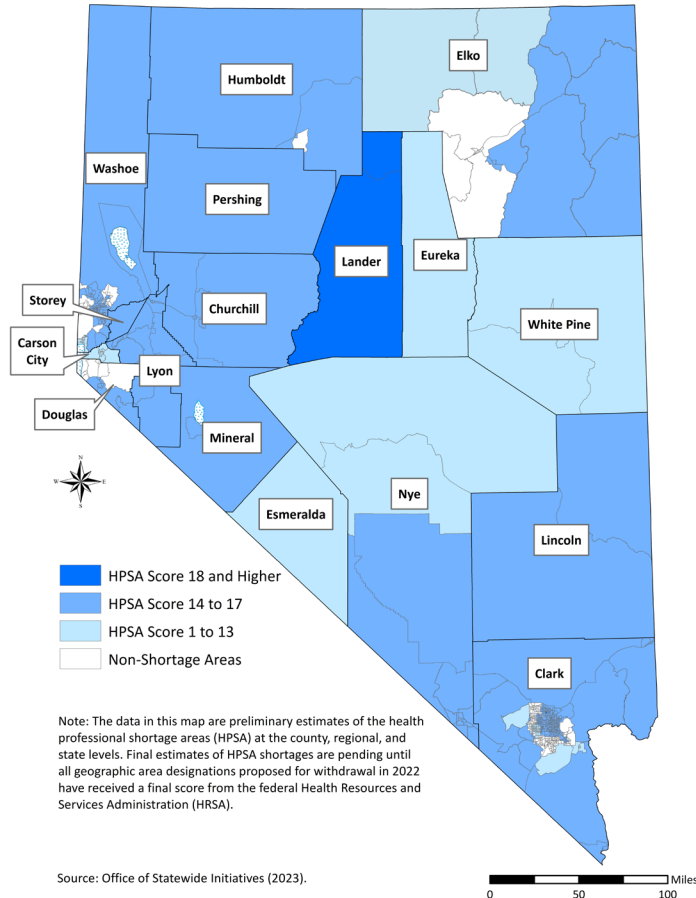 Elko
Humboldt
Washoe
Pershing
Lander
Eureka
Storey
Churchill
White Pine
Carson
City
Lyon
Douglas
Mineral
N
W
E
S
Nye
Esmeralda
Lincoln
HPSA Score 18 and Higher
HPSA Score 14 to 17
HPSA Score 1 to 13
Non-Shortage Areas
Clark
Note: The data in this map are preliminary estimates of the health
professional shortage areas (HPSA) at the county, regional, and
state levels. Final estimates of HPSA shortages are pending until
all geographic area designations proposed for withdrawal in 2022
have received a final score from the federal Health Resources and
Services Administration (HRSA).
Source: Office of Statewide Initiatives (2023).
Miles
0 50 100